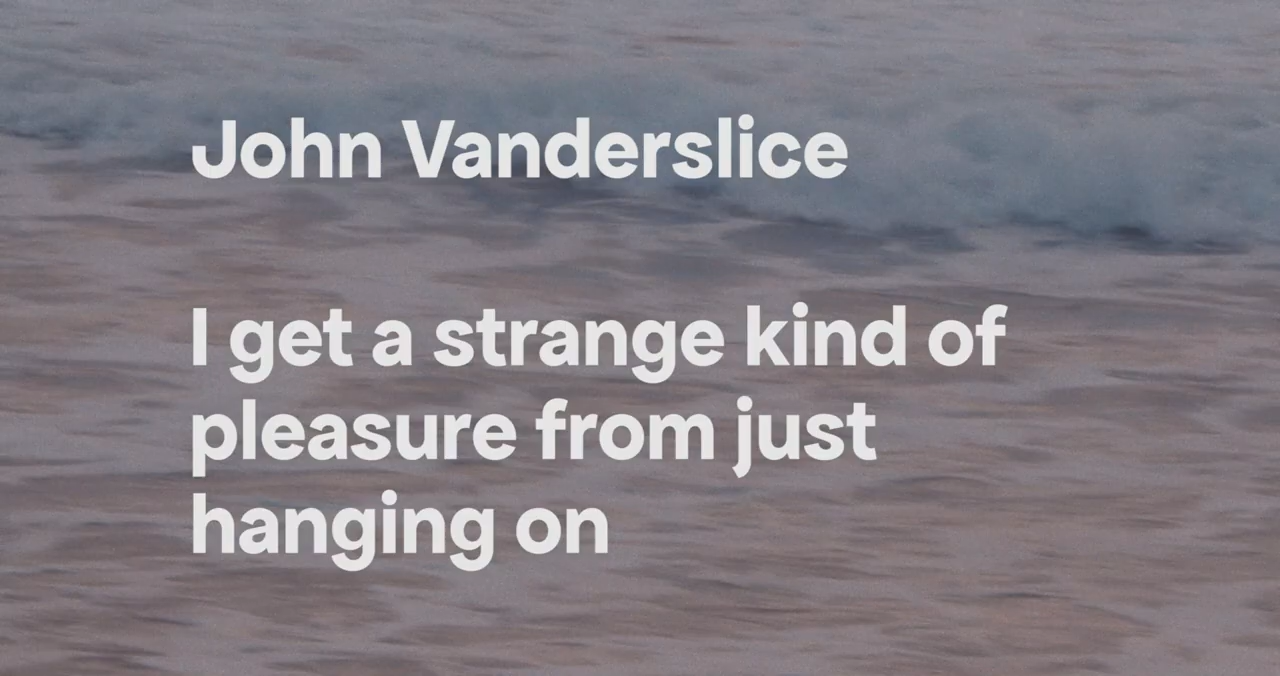 John Vanderslice
I get a strange kind of
pleasure from just
hanging on